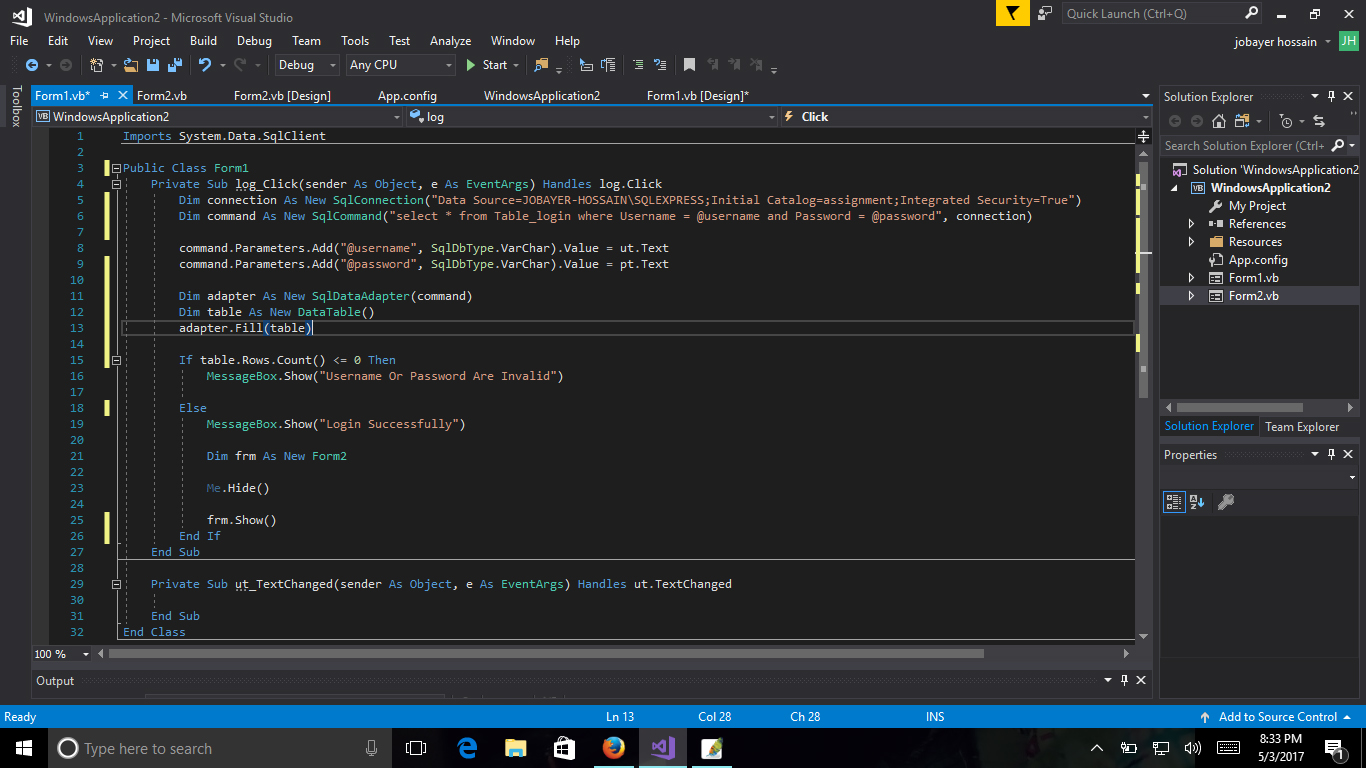 WindowsApplication2 - Microsoft Visual Studio
Quick Launch (Ctrl+Q)
File Edit View Project Build Debug Team Tools Test Analyze Window Help
jobayer hossain JH
Debug Any CPU Start
Toolbox
Form1.vb* Form2.vb Form2.vb [Design] App.config WindowsApplication2 Form1.vb [Design]*
WindowsApplication2 log Click
1 Imports System.Data.SqlClient
2
3 Public Class Form1
4 Private Sub log_Click(sender As Object, e As EventArgs) Handles log.Click
5 Dim connection As New SqlConnection("Data Source=JOBAYER-HOSSAIN\SQLEXPRESS;Initial Catalog=assignment;Integrated Security=True")
6 Dim command As New SqlCommand("select * from Table_login where Username = @username and Password = @password", connection)
7
8 command.Parameters.Add("@username", SqlDbType.VarChar).Value = ut.Text
9 command.Parameters.Add("@password", SqlDbType.VarChar).Value = pt.Text
10
11 Dim adapter As New SqlDataAdapter(command)
12 Dim table As New DataTable()
13 adapter.Fill(table)
14
15 If table.Rows.Count() <= 0 Then
16 MessageBox.Show("Username Or Password Are Invalid")
17
18 Else
19 MessageBox.Show("Login Successfully")
20
21 Dim frm As New Form2
22
23 Me.Hide()
24
25 frm.Show()
26 End If
27 End Sub
28
29 Private Sub ut_TextChanged(sender As Object, e As EventArgs) Handles ut.TextChanged
30
31 End Sub
32 End Class
100 %
Output
Solution Explorer
Search Solution Explorer (Ctrl+
Solution 'WindowsApplication2
VB WindowsApplication2
My Project
References
Resources
App.config
Form1.vb
Form2.vb
Solution Explorer Team Explorer
Properties
Ready Ln 13 Col 28 Ch 28 INS Add to Source Control
Type here to search
8:33 PM
5/3/2017
1